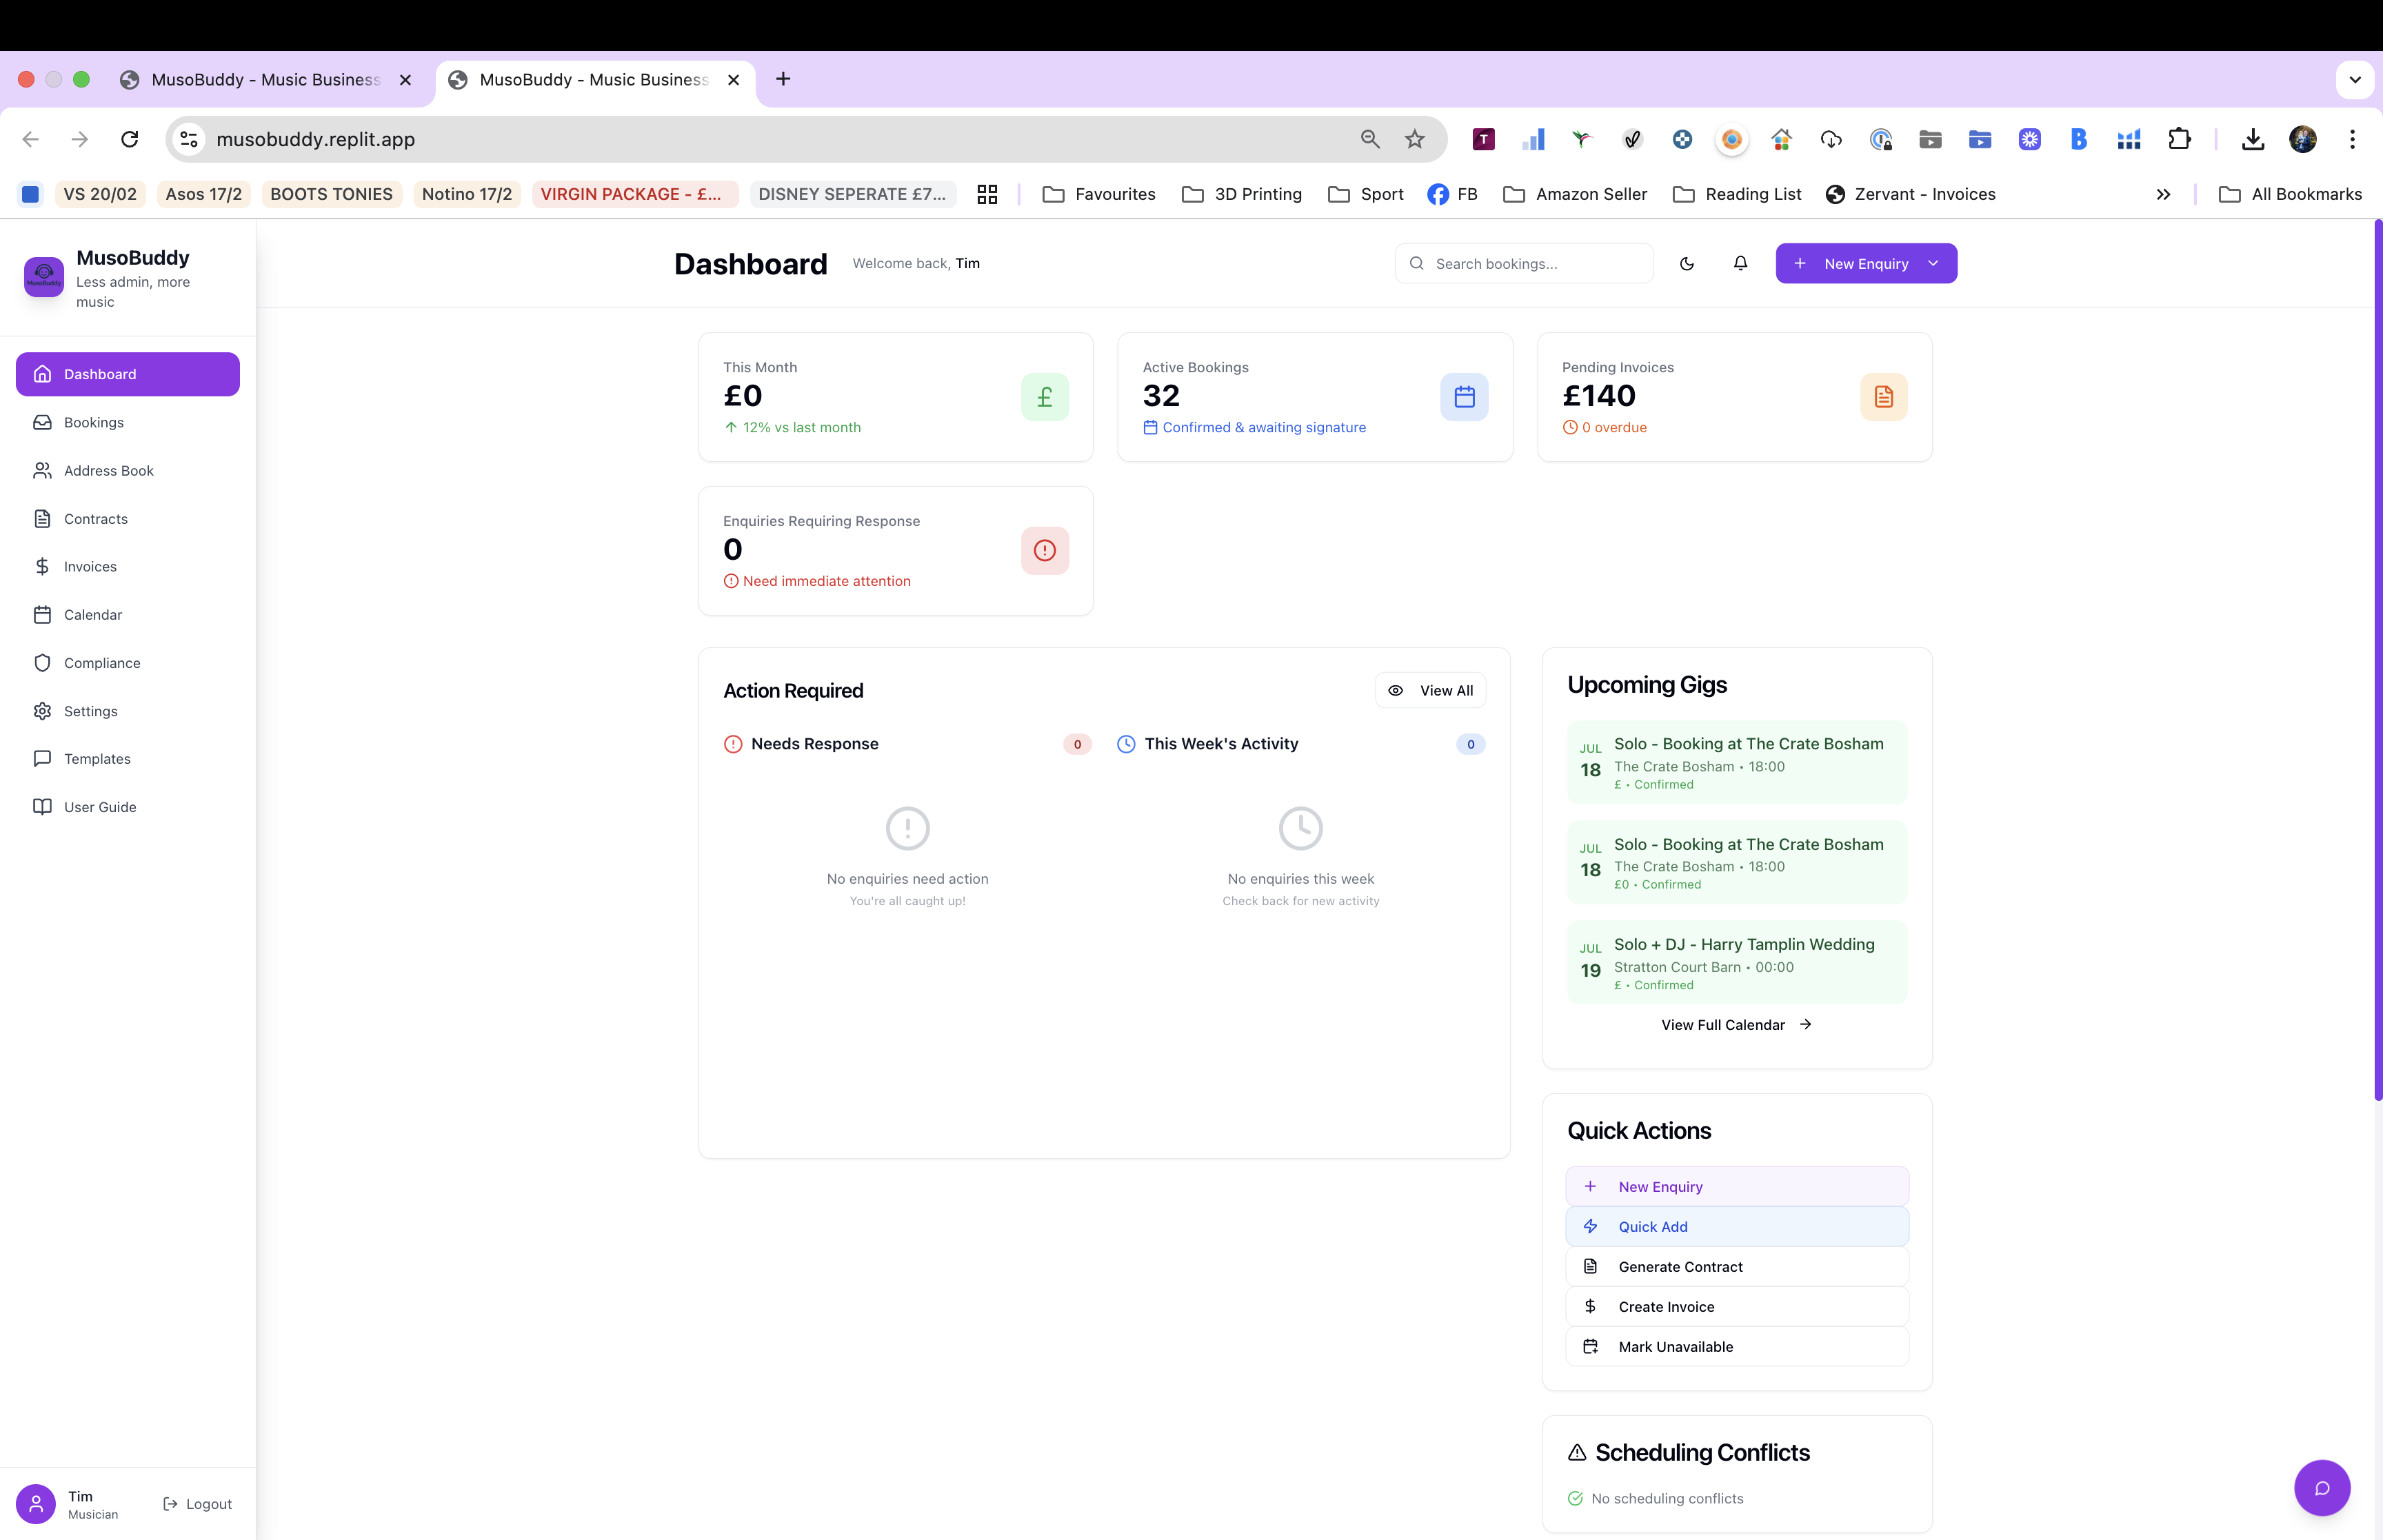 MusoBuddy - Music Business
MusoBuddy - Music Business
musobuddy.replit.app
VS 20/02
Asos 17/2
BOOTS TONIES
Notino 17/2
VIRGIN PACKAGE - £...
DISNEY SEPERATE £7...
Favourites
3D Printing
Sport
FB
Amazon Seller
Reading List
Zervant - Invoices
All Bookmarks
MusoBuddy
Less admin, more
music
Dashboard
Bookings
Address Book
Contracts
Invoices
Calendar
Compliance
Settings
Templates
User Guide
Tim
Musician
Logout
Dashboard
Welcome back, Tim
Search bookings...
New Enquiry
This Month
£0
12% vs last month
Active Bookings
32
Confirmed & awaiting signature
Pending Invoices
£140
0 overdue
Enquiries Requiring Response
0
Need immediate attention
Action Required
View All
Needs Response
0
No enquiries need action
You're all caught up!
This Week's Activity
0
No enquiries this week
Check back for new activity
Upcoming Gigs
JUL
18
Solo - Booking at The Crate Bosham
The Crate Bosham • 18:00
£ • Confirmed
JUL
18
Solo - Booking at The Crate Bosham
The Crate Bosham • 18:00
£0 • Confirmed
JUL
19
Solo + DJ - Harry Tamplin Wedding
Stratton Court Barn • 00:00
£ • Confirmed
View Full Calendar
Quick Actions
New Enquiry
Quick Add
Generate Contract
Create Invoice
Mark Unavailable
Scheduling Conflicts
No scheduling conflicts